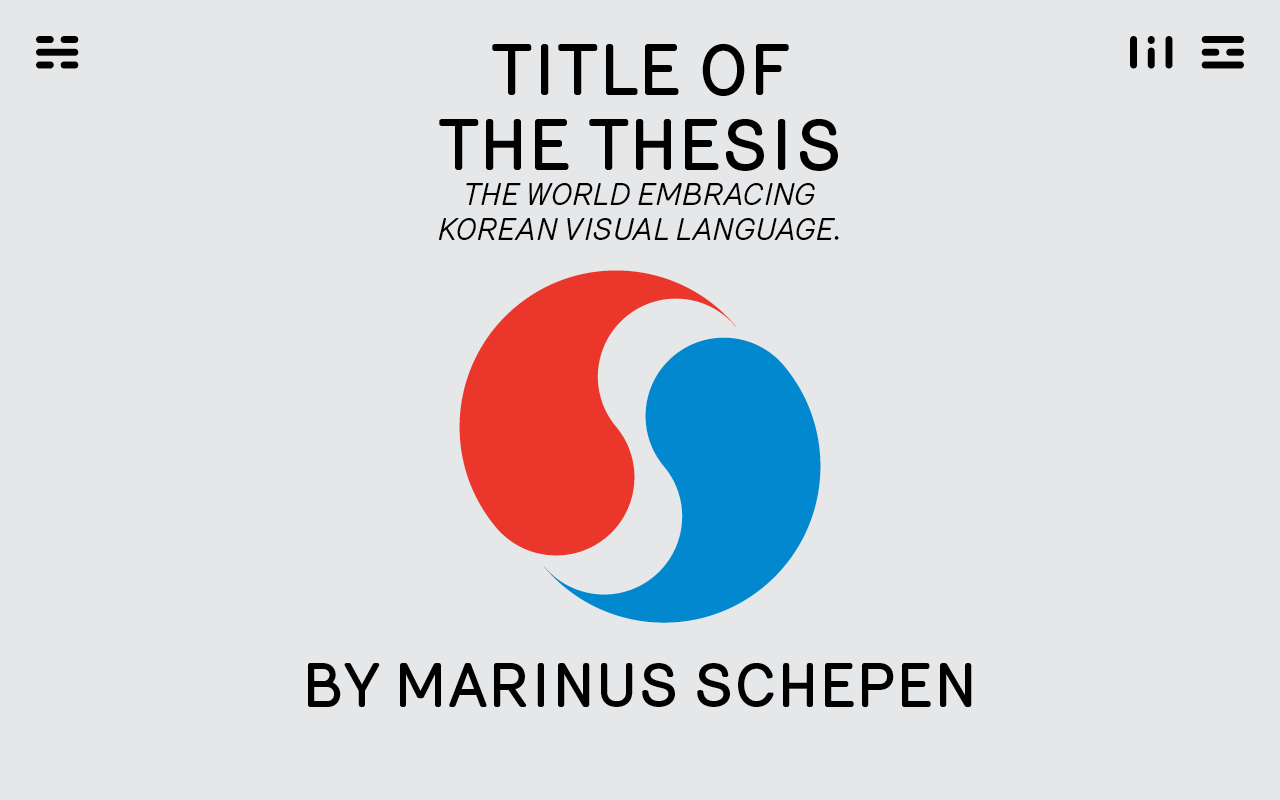 TITLE OF
THE THESIS
THE WORLD EMBRACING
KOREAN VISUAL LANGUAGE.
BY MARINUS SCHEPEN